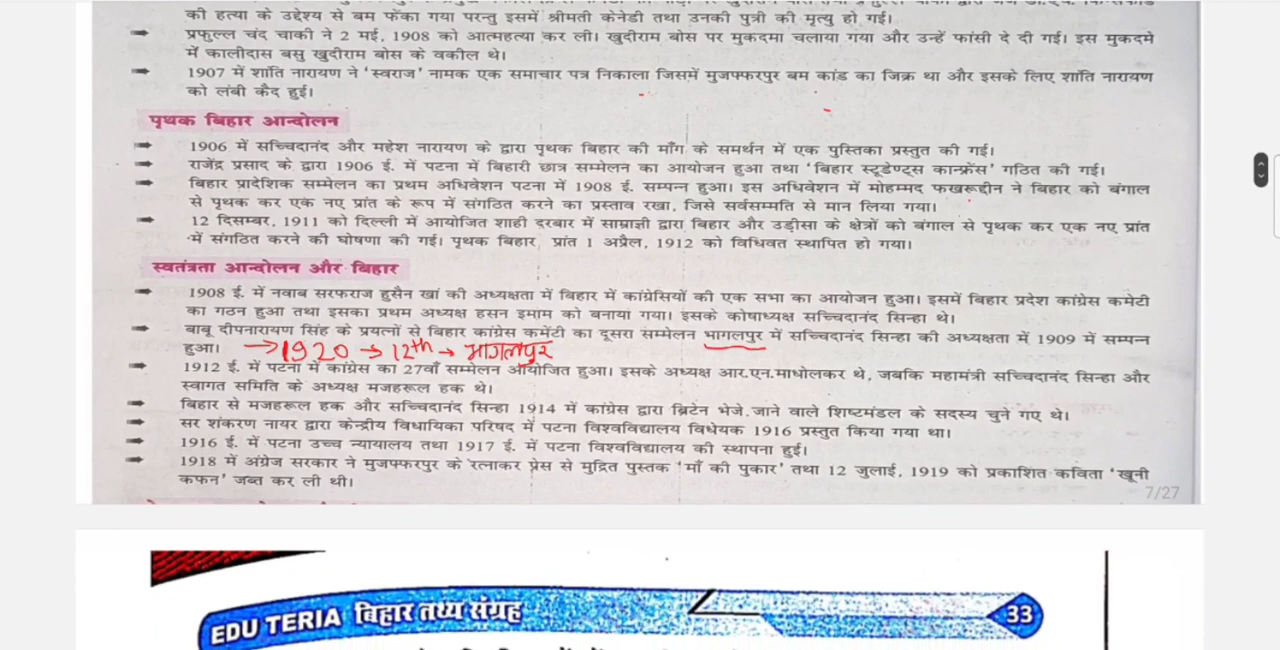 की हत्या के उद्देश्य से बम फेंका गया परन्तु इसमें श्रीमती केनेडी तथा उनकी पुत्री की मृत्यु हो गई।
प्रफुल्ल चंद चाकी ने 2 मई, 1908 को आत्महत्या कर ली। खुदीराम बोस पर मुकदमा चलाया गया और उन्हें फांसी दे दी गई। इस मुकदमे
में कालीदास बसु खुदीराम बोस के वकील थे।
1907 में शांति नारायण ने 'स्वराज' नामक एक समाचार पत्र निकाला जिसमें मुजफ्फरपुर बम कांड का जिक्र था और इसके लिए शांति नारायण
को लंबी कैद हुई।
पृथक बिहार आन्दोलन
1906 में सच्चिदानंद और महेश नारायण के द्वारा पृथक बिहार की माँग के समर्थन में एक पुस्तिका प्रस्तुत की गई।
राजेंद्र प्रसाद के द्वारा 1906 ई. में पटना में बिहारी छात्र सम्मेलन का आयोजन हुआ तथा 'बिहार स्टूडेण्ट्स कान्फ्रेंस' गठित की गई।
बिहार प्रादेशिक सम्मेलन का प्रथम अधिवेशन पटना में 1908 ई. सम्पन्न हुआ। इस अधिवेशन में मोहम्मद फखरूद्दीन ने बिहार को बंगाल
से पृथक कर एक नए प्रांत के रूप में संगठित करने का प्रस्ताव रखा, जिसे सर्वसम्मति से मान लिया गया।
12 दिसम्बर, 1911 को दिल्ली में आयोजित शाही दरबार में साम्राज्ञी द्वारा बिहार और उड़ीसा के क्षेत्रों को बंगाल से पृथक कर एक नए प्रांत
में संगठित करने की घोषणा की गई। पृथक बिहार प्रांत 1 अप्रैल, 1912 को विधिवत स्थापित हो गया।
स्वतंत्रता आन्दोलन और बिहार
1908 ई. में नवाब सरफराज हुसैन खां की अध्यक्षता में बिहार में कांग्रेसियों की एक सभा का आयोजन हुआ। इसमें बिहार प्रदेश कांग्रेस कमेटी
का गठन हुआ तथा इसका प्रथम अध्यक्ष हसन इमाम को बनाया गया। इसके कोषाध्यक्ष सच्चिदानंद सिन्हा थे।
बाबू दीपनारायण सिंह के प्रयत्नों से बिहार कांग्रेस कमेटी का दूसरा सम्मेलन भागलपुर में सच्चिदानंद सिन्हा की अध्यक्षता में 1909 में सम्पन्न
हुआ। → 1920 → 12th → भागलपुर
1912 ई. में पटना में कांग्रेस का 27वाँ सम्मेलन आयोजित हुआ। इसके अध्यक्ष आर.एन.माधोलकर थे, जबकि महामंत्री सच्चिदानंद सिन्हा और
स्वागत समिति के अध्यक्ष मजहरूल हक थे।
बिहार से मजहरूल हक और सच्चिदानंद सिन्हा 1914 में कांग्रेस द्वारा ब्रिटेन भेजे जाने वाले शिष्टमंडल के सदस्य चुने गए थे।
सर शंकरण नायर द्वारा केन्द्रीय विधायिका परिषद में पटना विश्वविद्यालय विधेयक 1916 प्रस्तुत किया गया था।
1916 ई. में पटना उच्च न्यायालय तथा 1917 ई. में पटना विश्वविद्यालय की स्थापना हुई।
1918 में अंग्रेज सरकार ने मुजफ्फरपुर के रत्नाकर प्रेस से मुद्रित पुस्तक 'माँ की पुकार' तथा 12 जुलाई, 1919 को प्रकाशित कविता 'खूनी
कफन' जब्त कर ली थी।
7/27
EDU TERIA बिहार तथ्य संग्रह
33